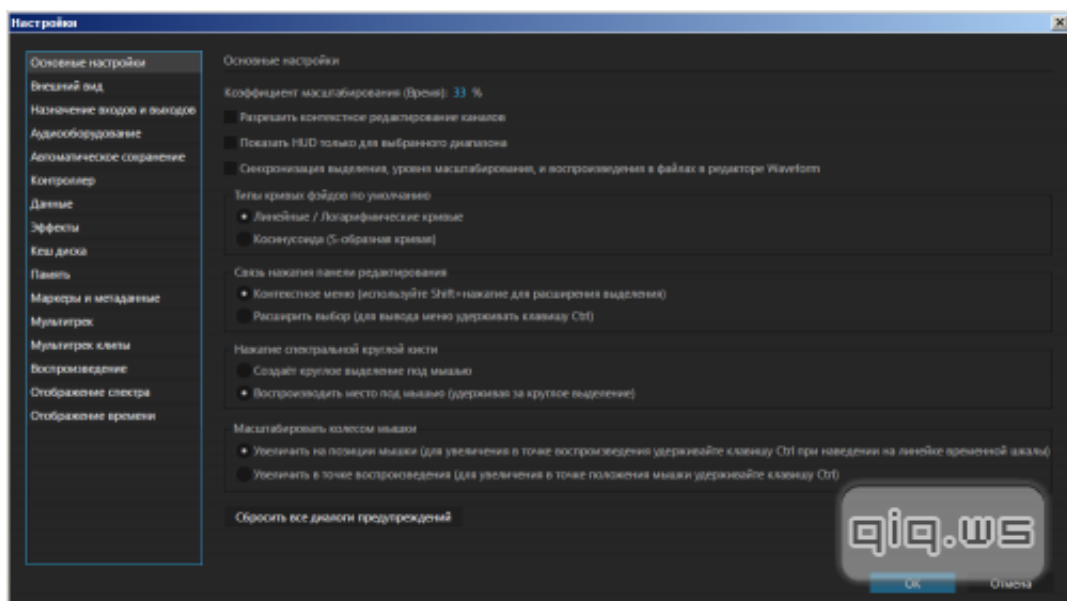 Настройки
Основные настройки
Внешний вид
Назначение входов и выходов
Аудиооборудование
Автоматическое сохранение
Контроллер
Данные
Эффекты
Кеш диска
Память
Маркеры и метаданные
Мультитрек
Мультитрек клипы
Воспроизведение
Отображение спектра
Отображение времени
Основные настройки
Коэффициент масштабирования (Время): 33 %
Разрешить контекстное редактирование каналов
Показать HUD только для выбранного диапазона
Синхронизация выделения, уровня масштабирования, и воспроизведения в файлах в редакторе Waveform
Типы кривых фэйдов по умолчанию
Линейные / Логарифмические кривые
Косинусоида (S-образная кривая)
Связь нажатия панели редактирования
Контекстное меню (используйте Shift+нажатие для расширения выделения)
Расширить выбор (для вывода меню удерживать клавишу Ctrl)
Нажатие спектральной круглой кисти
Создаёт круглое выделение под мышью
Воспроизводить место под мышью (удерживая за круглое выделение)
Масштабировать колесом мышки
Увеличить на позиции мышки (для увеличения в точке воспроизведения удерживайте клавишу Ctrl при наведении на линейке временной шкалы)
Увеличить в точке воспроизведения (для увеличения в точке положения мышки удерживайте клавишу Ctrl)
Сбросить все диалоги предупреждений
qiq.ws
OK
Отмена